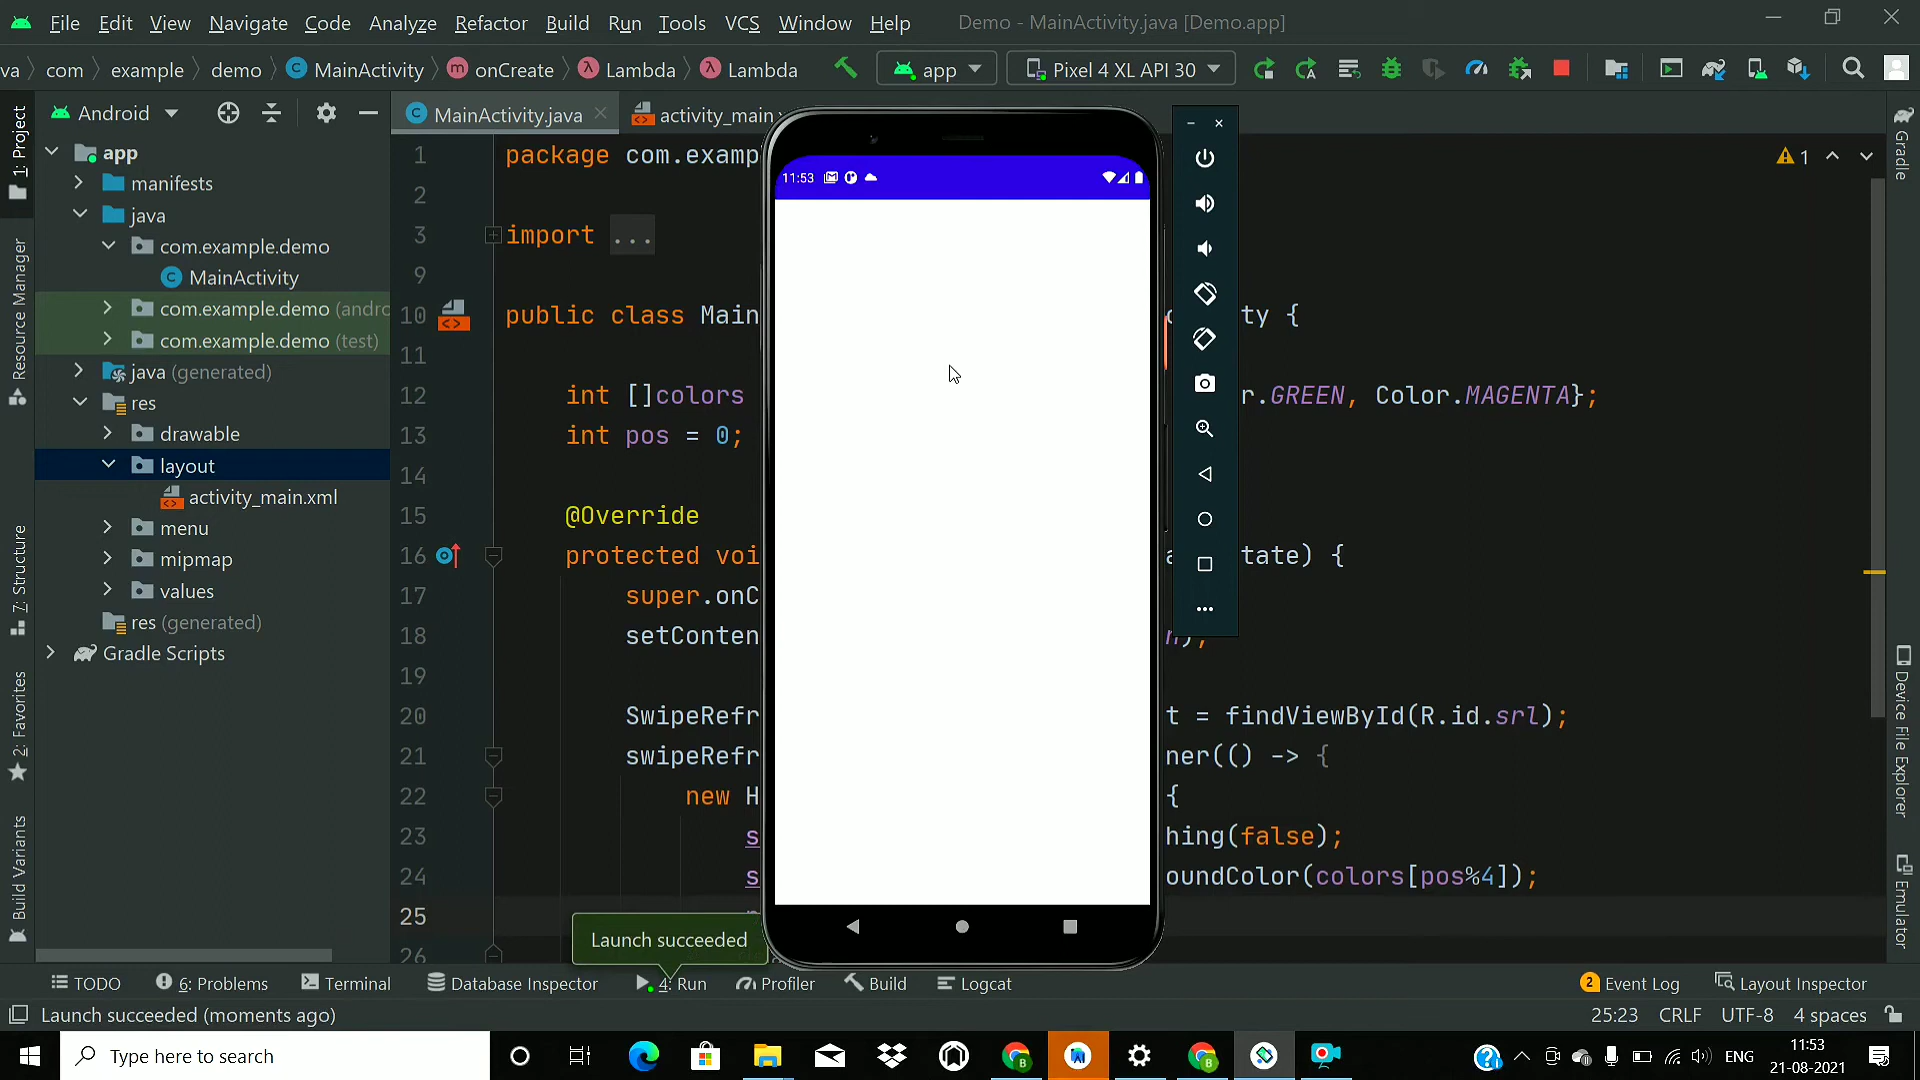 File Edit View Navigate Code Analyze Refactor Build Run Tools VCS Window Help Demo - MainActivity.java [Demo.app]
va com example demo MainActivity onCreate Lambda Lambda app Pixel 4 XL API 30
Android
MainActivity.java
activity_main
1: Project
Resource Manager
7: Structure
2: Favorites
Build Variants
app
manifests
java
com.example.demo
MainActivity
com.example.demo (andro
com.example.demo (test)
java (generated)
res
drawable
layout
activity_main.xml
menu
mipmap
values
res (generated)
Gradle Scripts
1 package com.examp
2
3 import ...
9
10 public class Main ty {
11
12 int []colors r.GREEN, Color.MAGENTA};
13 int pos = 0;
14
15 @Override
16 protected voi tate) {
17 super.onC
18 setConten n);
19
20 SwipeRefr t = findViewById(R.id.srl);
21 swipeRefr ner(() -> {
22 new H {
23 s hing(false);
24 s oundColor(colors[pos%4]);
25
26
1
11:53
Gradle
Device File Explorer
Emulator
Launch succeeded
TODO 6: Problems Terminal Database Inspector 4: Run Profiler Build Logcat 2 Event Log Layout Inspector
Launch succeeded (moments ago) 25:23 CRLF UTF-8 4 spaces
Type here to search
ENG
11:53
21-08-2021